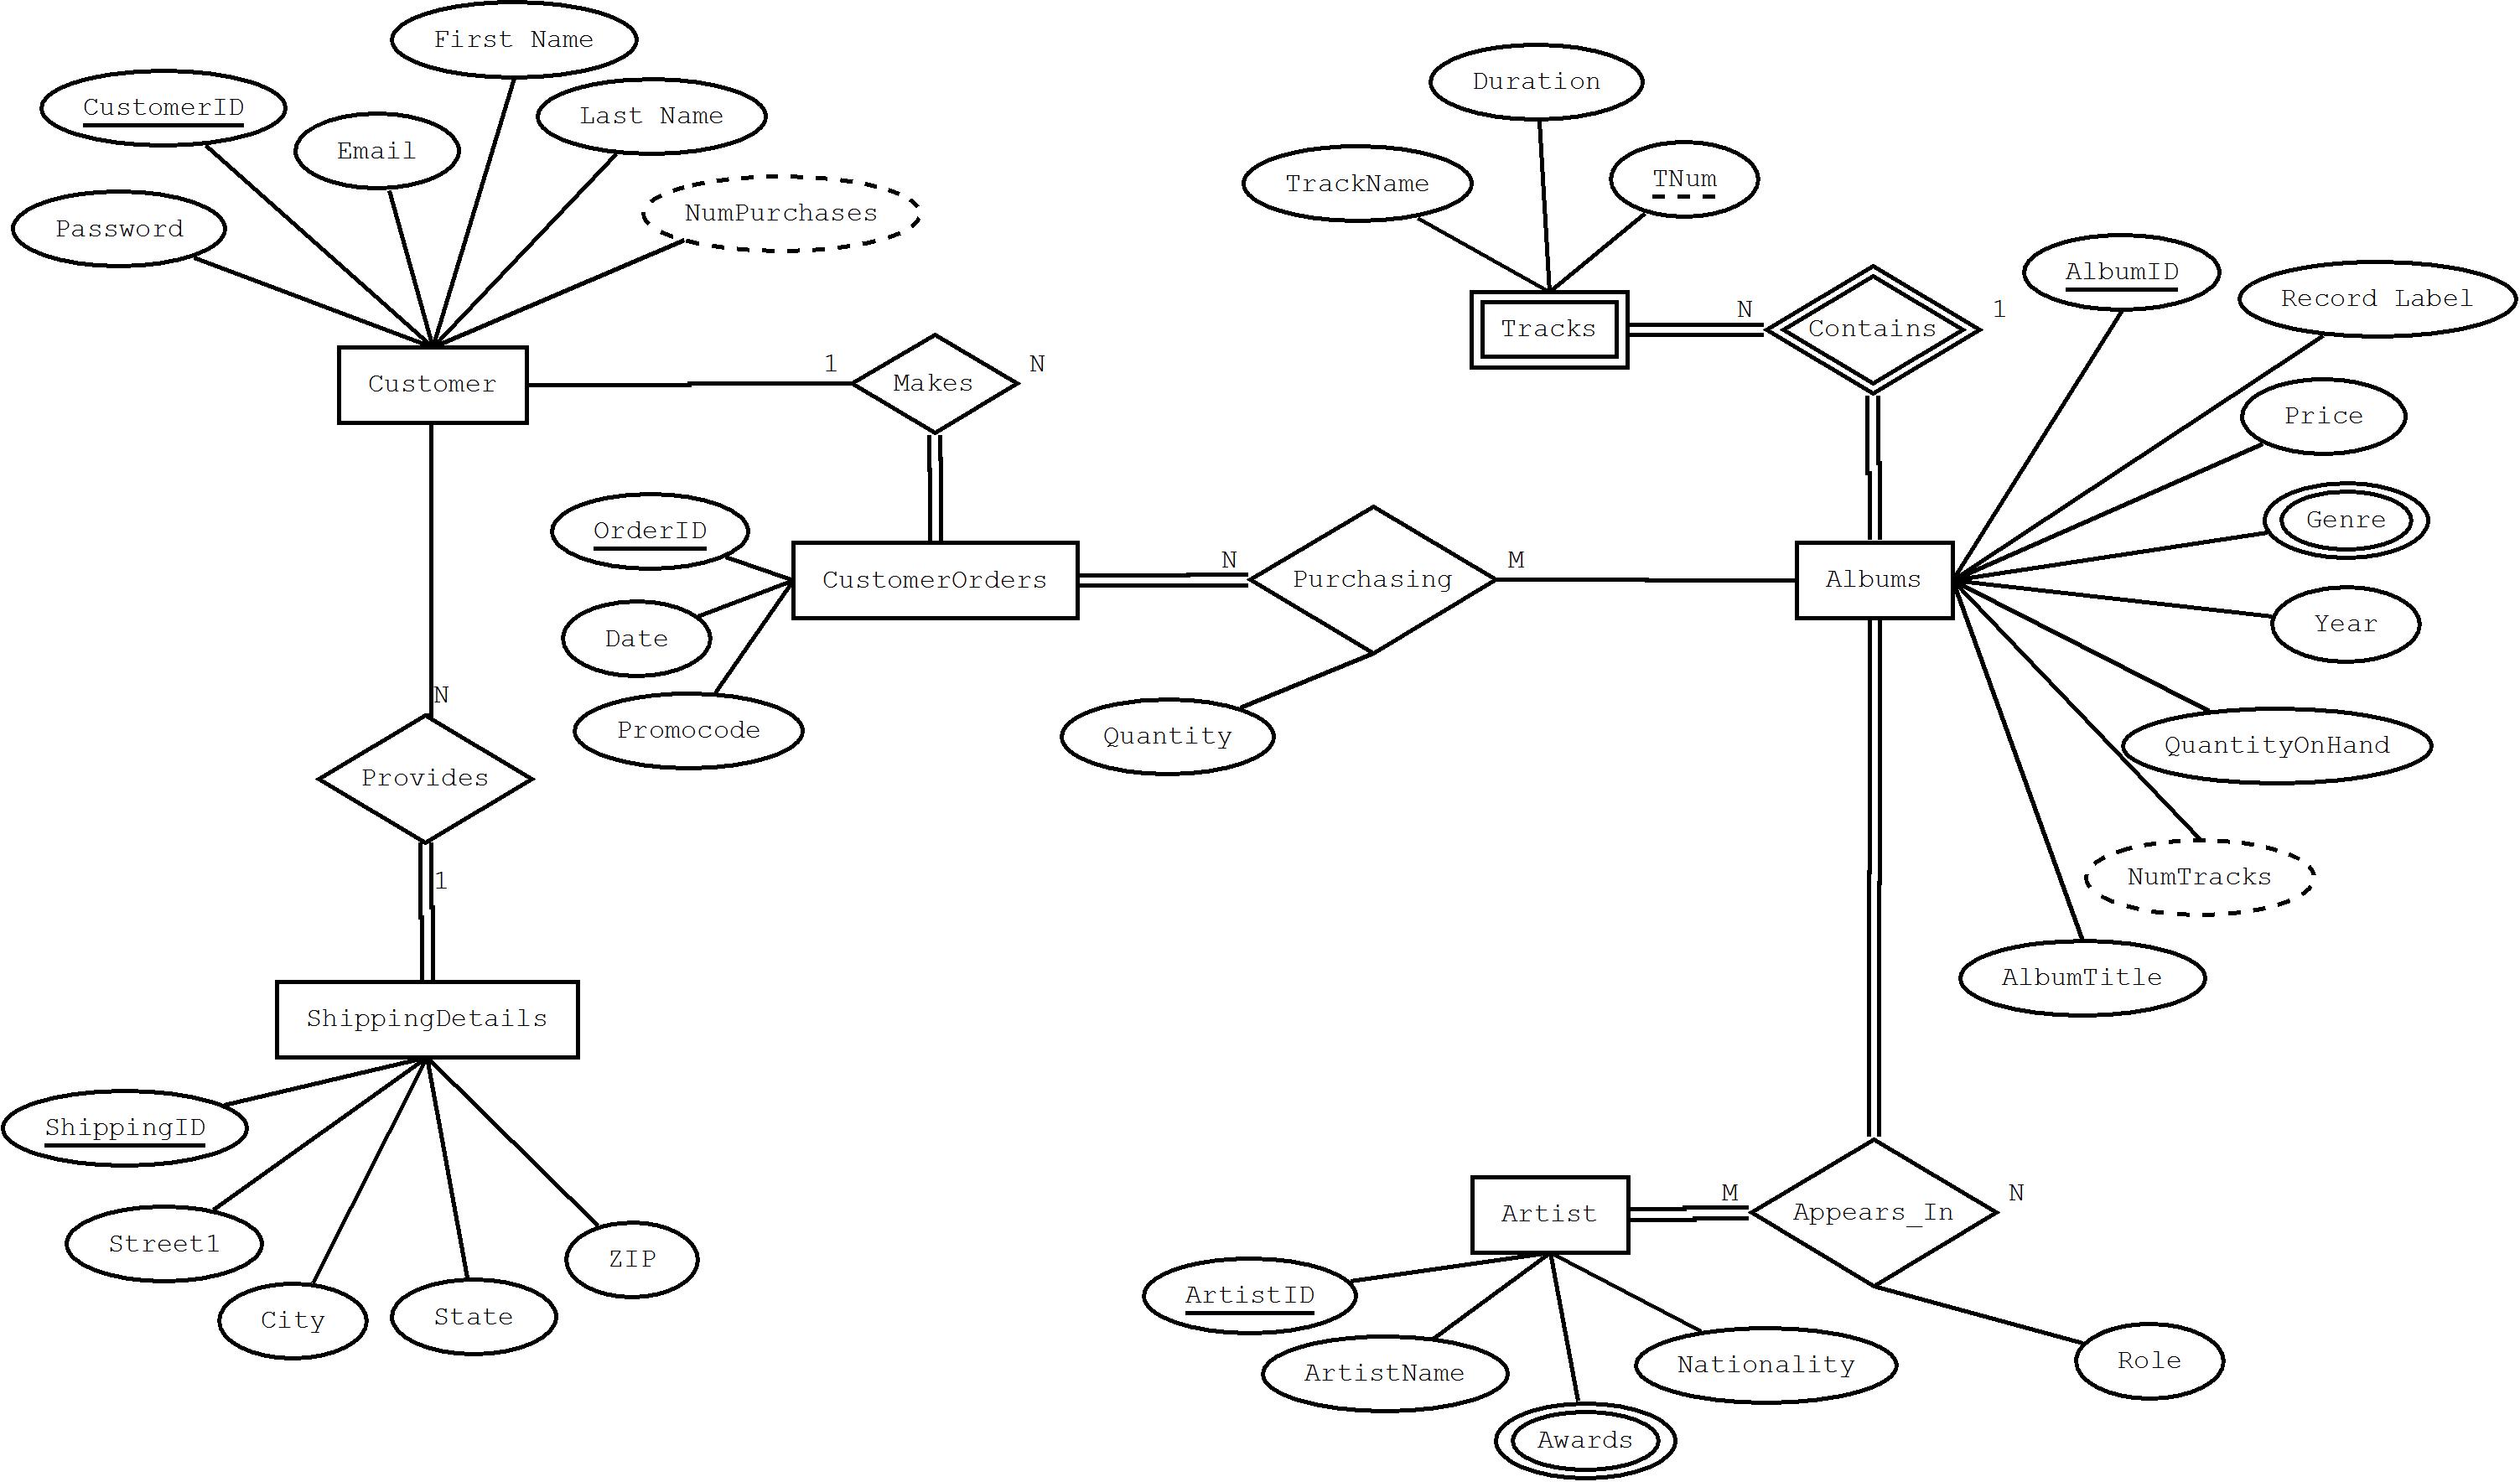 First Name
CustomerID
Last Name
Email
NumPurchases
Password
Customer
1
Makes
N
Duration
TrackName
TNum
Tracks
N
Contains
1
AlbumID
Record Label
Price
Genre
Year
QuantityOnHand
NumTracks
AlbumTitle
Albums
OrderID
CustomerOrders
N
Purchasing
M
Date
Promocode
Quantity
N
Provides
1
ShippingDetails
ShippingID
Street1
City
State
ZIP
Artist
M
Appears_In
N
ArtistID
ArtistName
Nationality
Awards
Role